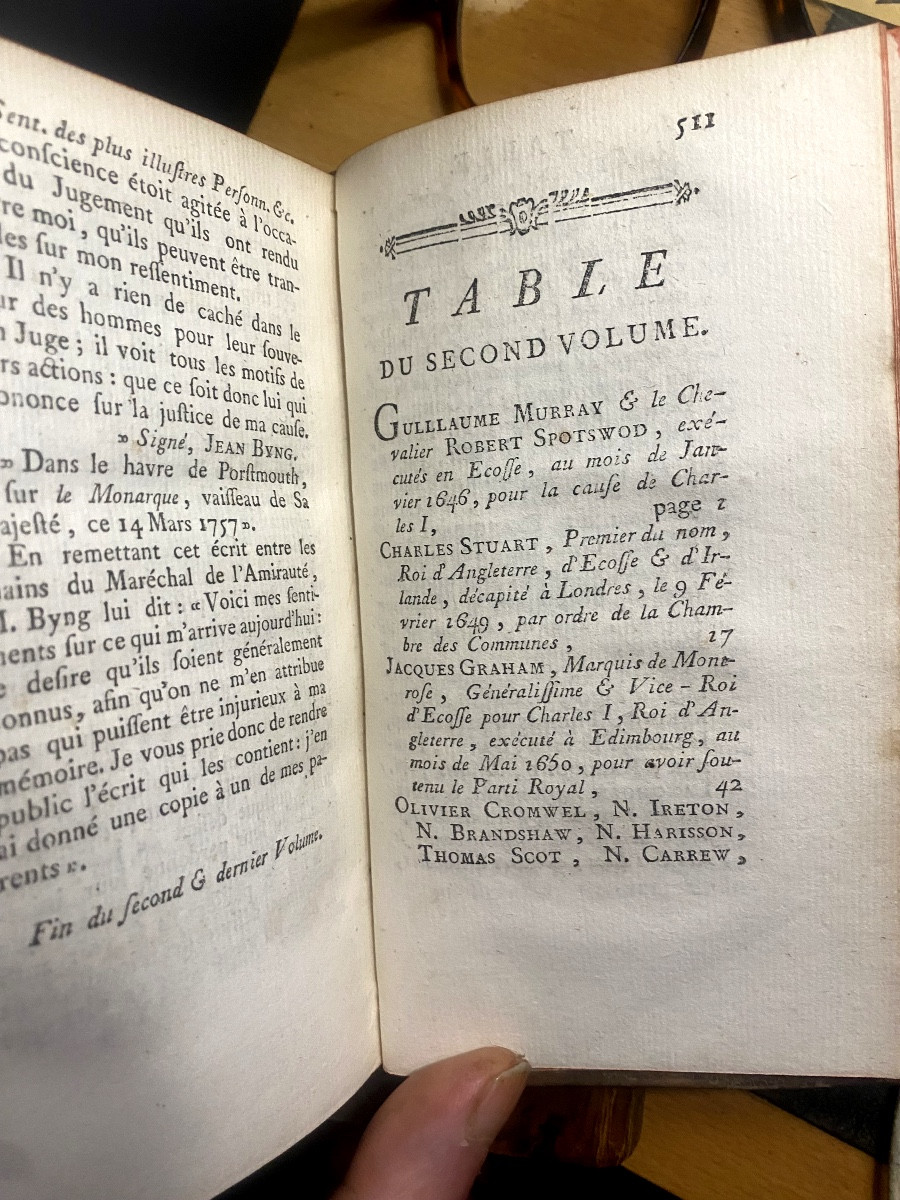 Sent. des plus illuſtres Perſonn. &c.
conſcience étoit agitée à l'occa-
du Jugement qu'ils ont rendu
re moi, qu'ils peuvent être tran-
les ſur mon reſſentiment.
Il n'y a rien de caché dans le
ur des hommes pour leur ſouve-
n Juge; il voit tous les motifs de
rs actions : que ce ſoit donc lui qui
ononce ſur la juſtice de ma cauſe.
» Signé, JEAN BYNG.
» Dans le havre de Porſtmouth,
ſur le Monarque, vaiſſeau de Sa
ajeſté, ce 14 Mars 1757 ».
En remettant cet écrit entre les
ains du Maréchal de l'Amirauté,
M. Byng lui dit : « Voici mes ſenti-
ments ſur ce qui m'arrive aujourd'hui :
e deſire qu'ils ſoient généralement
onnus, afin qu'on ne m'en attribue
pas qui puiſſent être injurieux à ma
mémoire. Je vous prie donc de rendre
public l'écrit qui les contient : j'en
ai donné une copie à un de mes pa-
rents ».
Fin du ſecond & dernier Volume.
511
TABLE
DU SECOND VOLUME.
GULLLAUME MURRAY & le Che-
valier ROBERT SPOTSWOD, exé-
cutés en Ecoſſe, au mois de Jan-
vier 1646, pour la cauſe de Char-
les I, page 1
CHARLES STUART, Premier du nom,
Roi d'Angleterre, d'Ecoſſe & d'Ir-
lande, décapité à Londres, le 9 Fé-
vrier 1649, par ordre de la Cham-
bre des Communes, 17
JACQUES GRAHAM, Marquis de Mont-
roſe, Généraliſſime & Vice-Roi
d'Ecoſſe pour Charles I, Roi d'An-
gleterre, exécuté à Edimbourg, au
mois de Mai 1650, pour avoir ſou-
tenu le Parti Royal, 42
OLIVIER CROMWEL, N. IRETON,
N. BRANDSHAW, N. HARISSON,
THOMAS SCOT, N. CARREW,